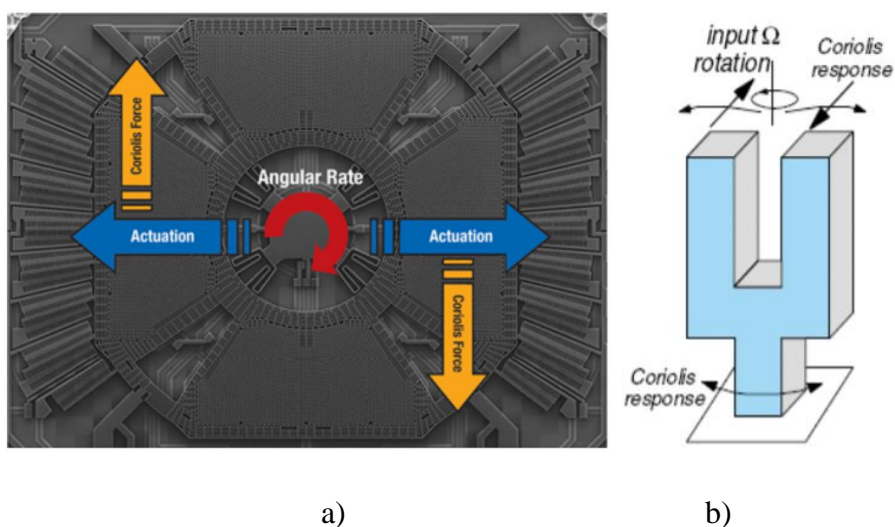 Coriolis Force
Angular Rate
Actuation
Actuation
Coriolis Force
input Ω
rotation
Coriolis
response
Coriolis
response
a)
b)